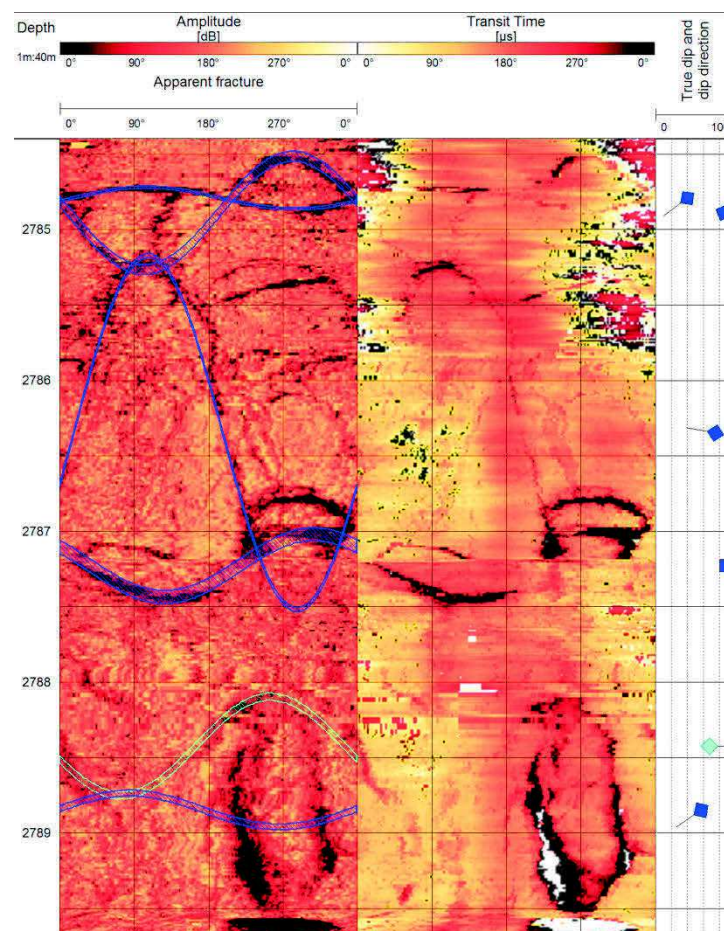 Depth
Amplitude
[dB]
Transit Time
[µs]
True dip and
dip direction
1m:40m
0° 90° 180° 270° 0° 0° 90° 180° 270° 0°
Apparent fracture
0° 90° 180° 270° 0°
0 10
2785
2786
2787
2788
2789